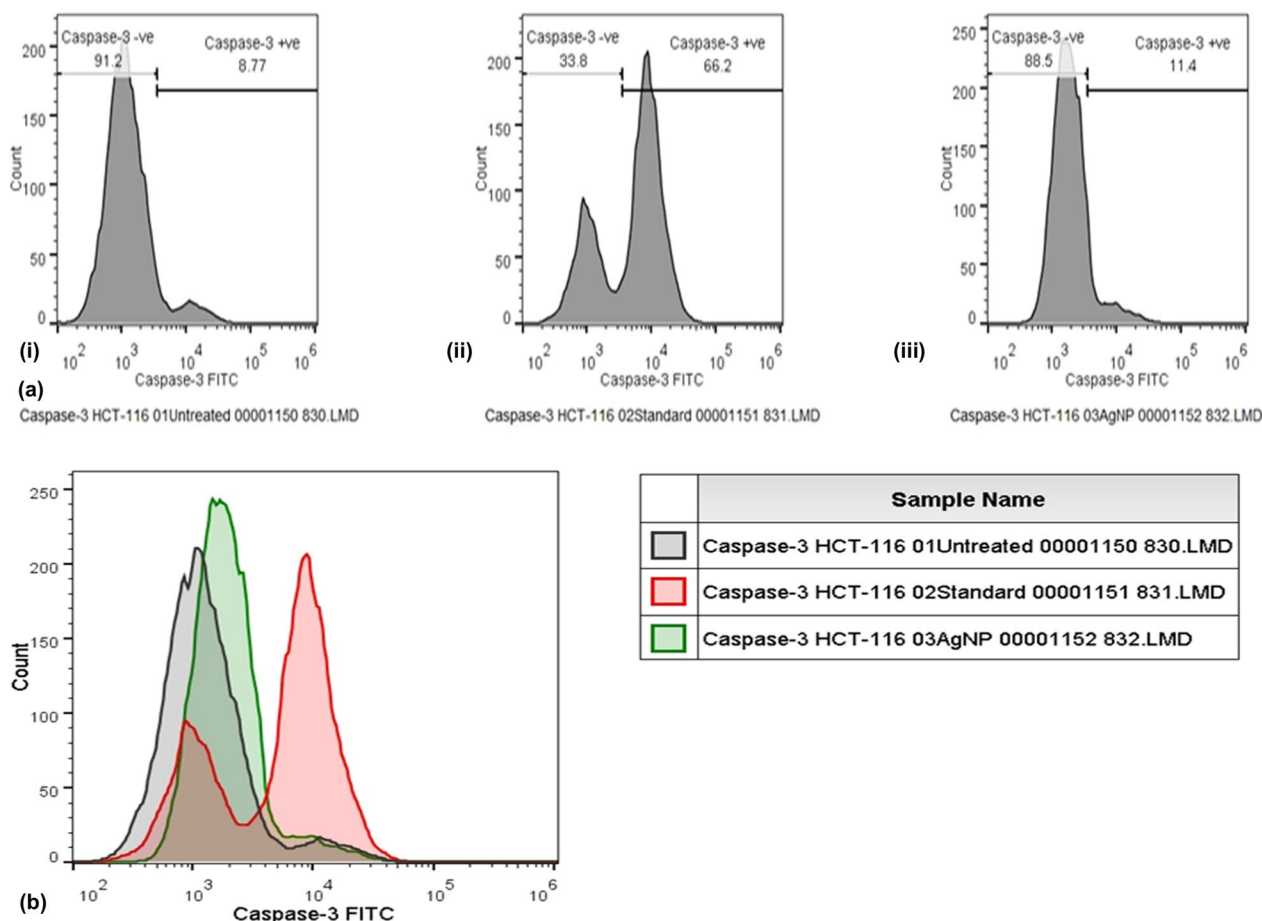 Caspase-3 -ve
91.2
Caspase-3 +ve
8.77
200
150
100
50
0
Count
10^2 10^3 10^4 10^5 10^6
Caspase-3 FITC
(i)
Caspase-3 -ve
33.8
Caspase-3 +ve
66.2
200
150
100
50
0
Count
10^2 10^3 10^4 10^5 10^6
Caspase-3 FITC
(ii)
Caspase-3 -ve
88.5
Caspase-3 +ve
11.4
250
200
150
100
50
0
Count
10^2 10^3 10^4 10^5 10^6
Caspase-3 FITC
(iii)
(a)
Caspase-3 HCT-116 01Untreated 00001150 830.LMD
Caspase-3 HCT-116 02Standard 00001151 831.LMD
Caspase-3 HCT-116 03AgNP 00001152 832.LMD
250
200
150
100
50
0
Count
10^2 10^3 10^4 10^5 10^6
Caspase-3 FITC
(b)
Sample Name
Caspase-3 HCT-116 01Untreated 00001150 830.LMD
Caspase-3 HCT-116 02Standard 00001151 831.LMD
Caspase-3 HCT-116 03AgNP 00001152 832.LMD